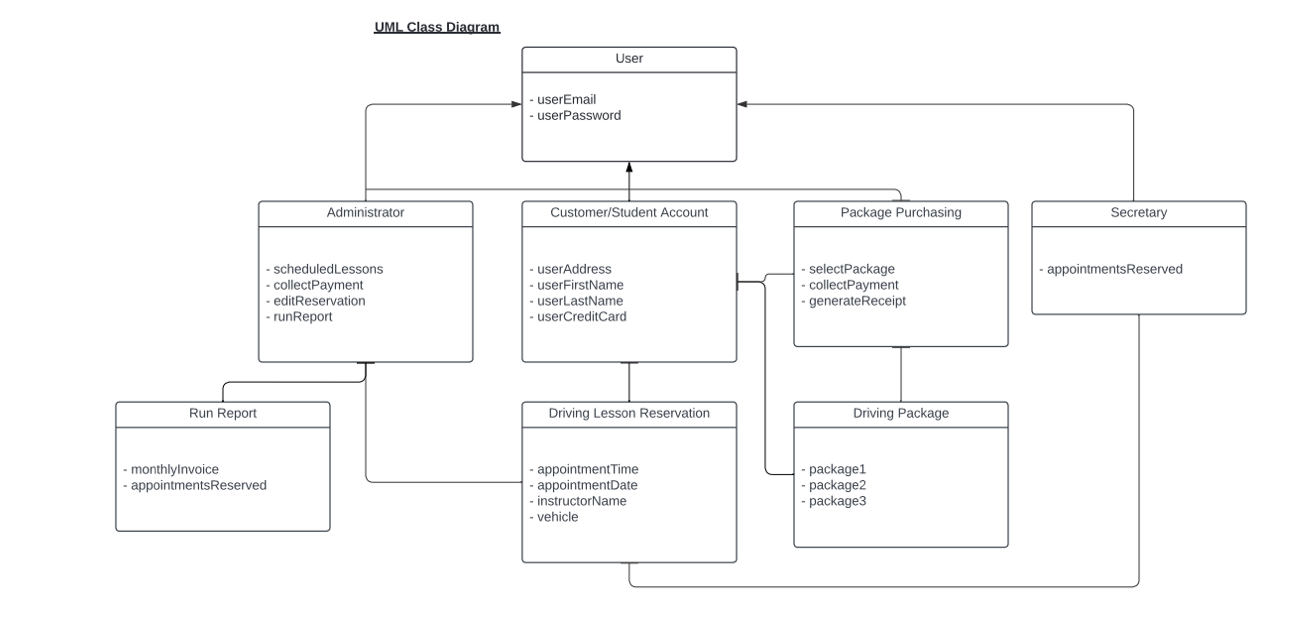 UML Class Diagram
User
- userEmail
- userPassword
Administrator
- scheduledLessons
- collectPayment
- editReservation
- runReport
Customer/Student Account
- userAddress
- userFirstName
- userLastName
- userCreditCard
Package Purchasing
- selectPackage
- collectPayment
- generateReceipt
Secretary
- appointmentsReserved
Run Report
- monthlyInvoice
- appointmentsReserved
Driving Lesson Reservation
- appointmentTime
- appointmentDate
- instructorName
- vehicle
Driving Package
- package1
- package2
- package3